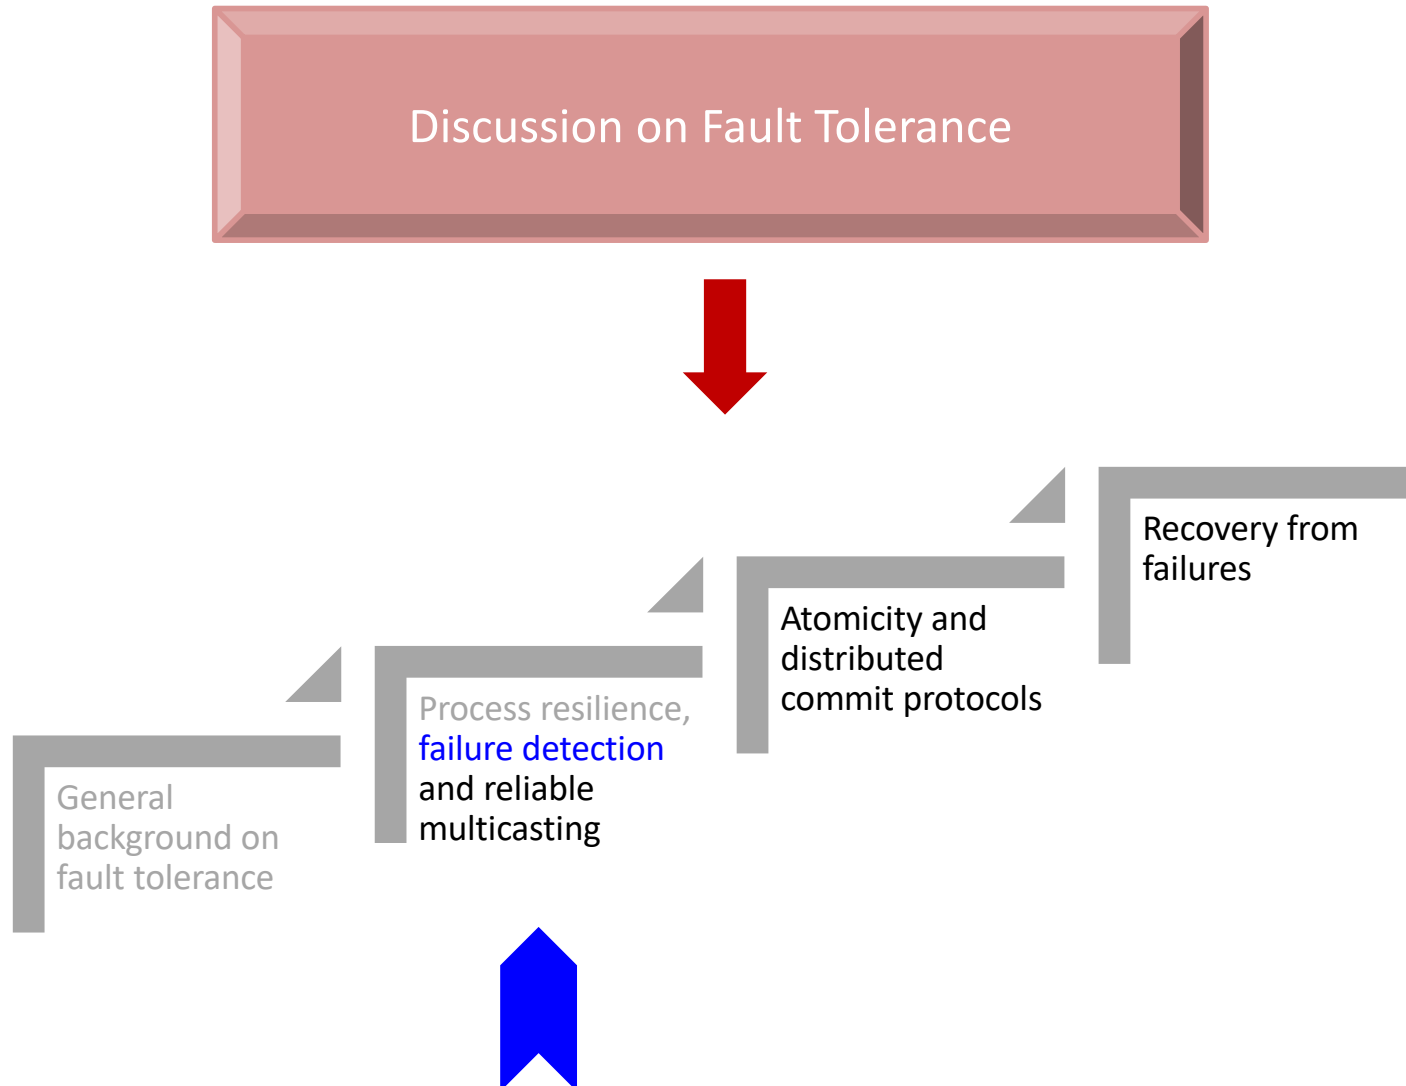 Discussion on Fault Tolerance
General
background on
fault tolerance
Process resilience,
failure detection
and reliable
multicasting
Atomicity and
distributed
commit protocols
Recovery from
failures